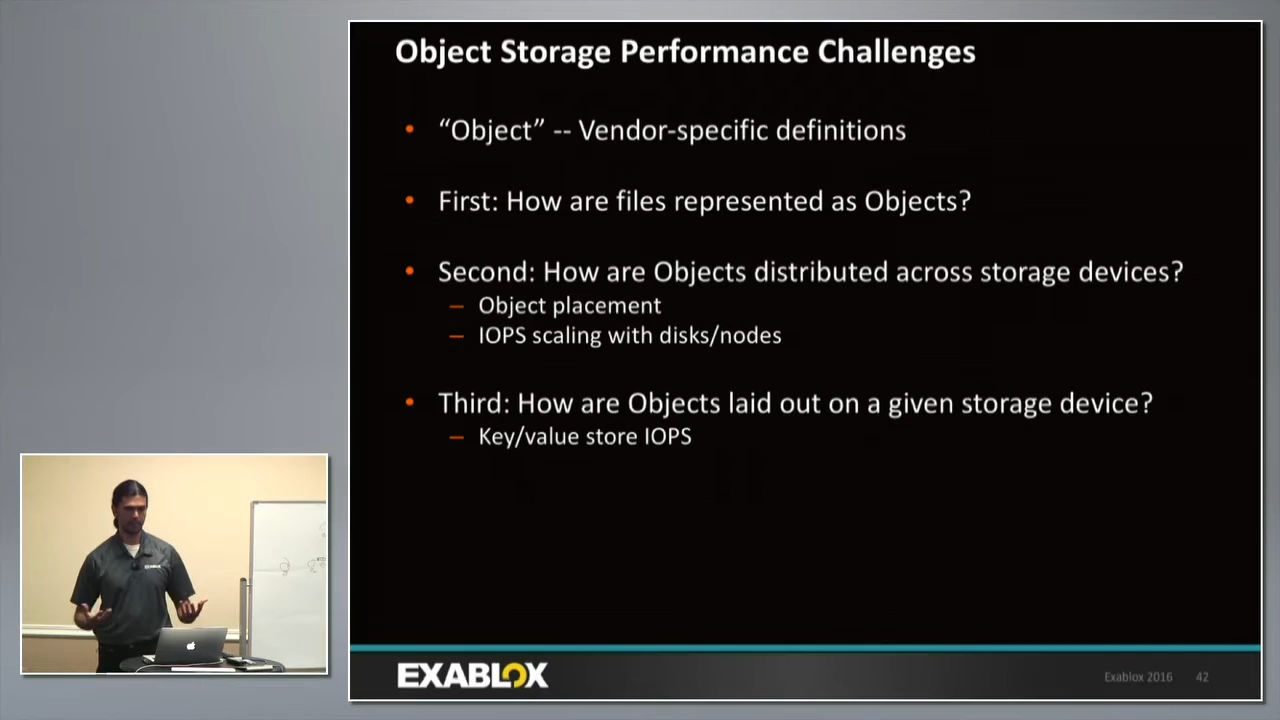 Object Storage Performance Challenges
• “Object” -- Vendor-specific definitions
• First: How are files represented as Objects?
• Second: How are Objects distributed across storage devices?
– Object placement
– IOPS scaling with disks/nodes
• Third: How are Objects laid out on a given storage device?
– Key/value store IOPS
EXABLOX
EXABLOX
Exablox 2016 42